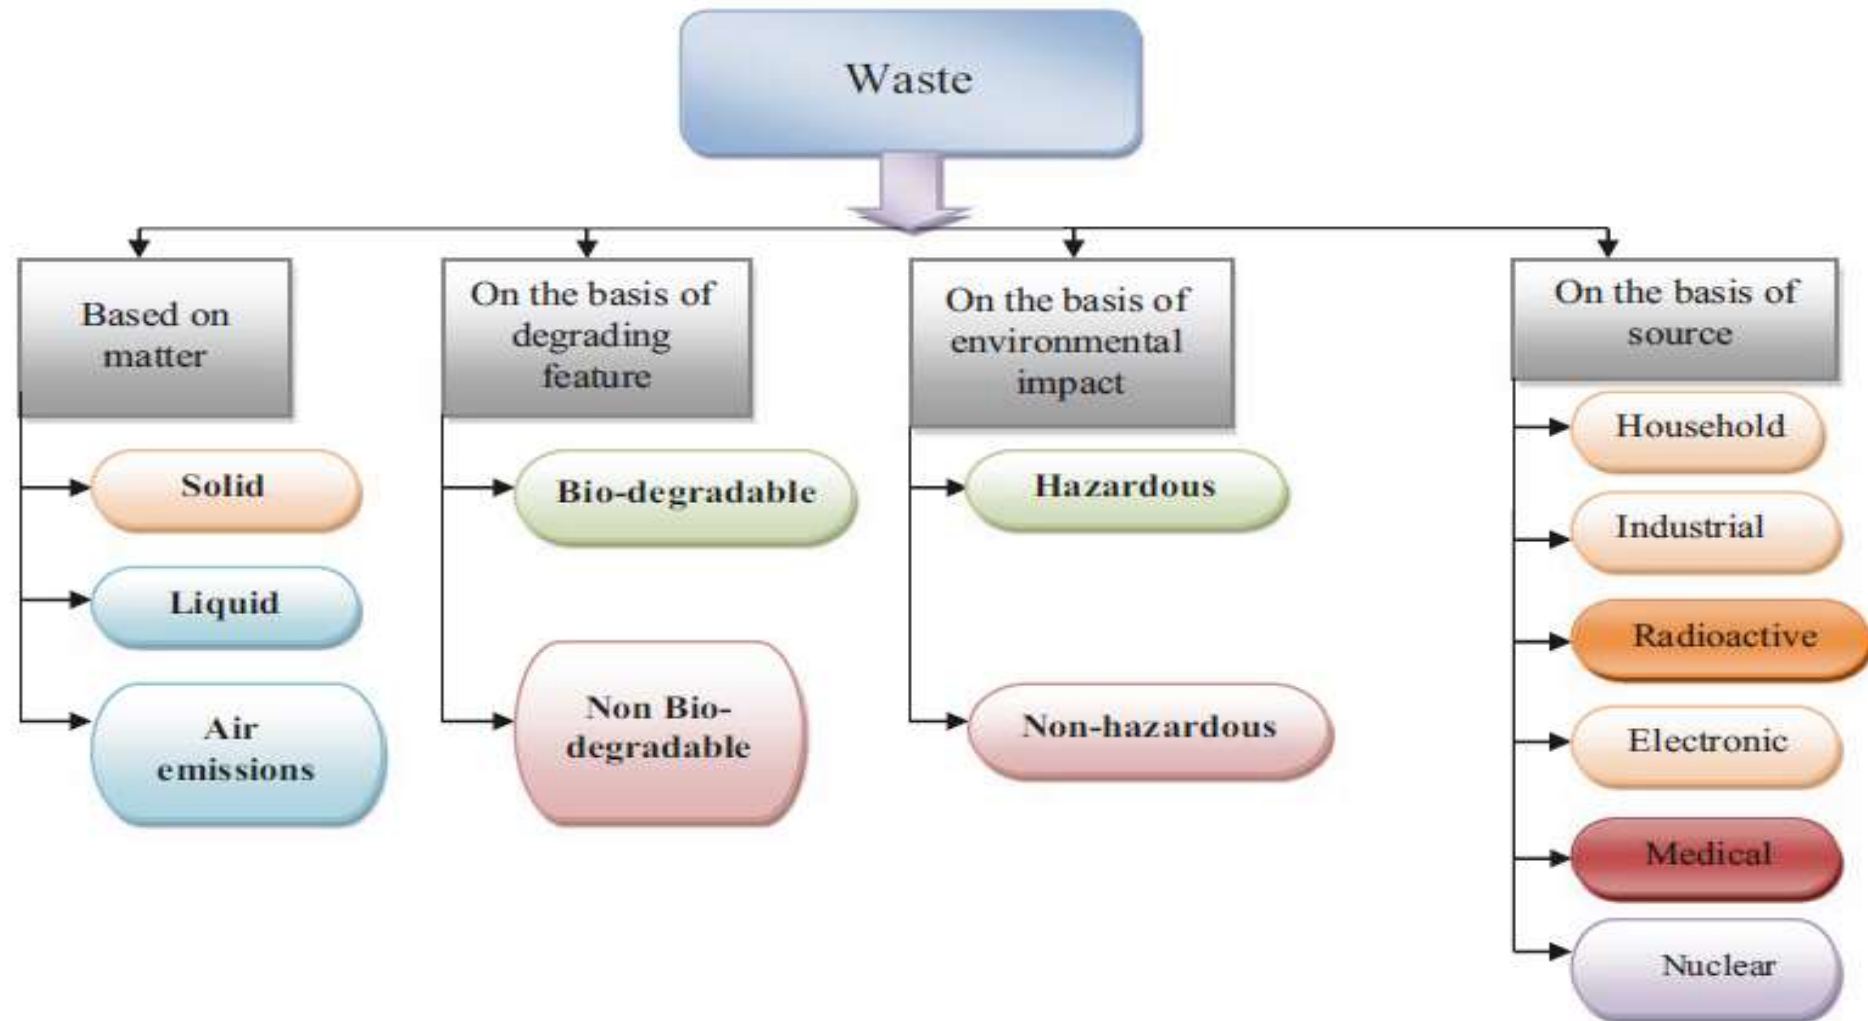 Waste
Based on
matter
Solid
Liquid
Air
emissions
On the basis of
degrading
feature
Bio-degradable
Non Bio-
degradable
On the basis of
environmental
impact
Hazardous
Non-hazardous
On the basis of
source
Household
Industrial
Radioactive
Electronic
Medical
Nuclear